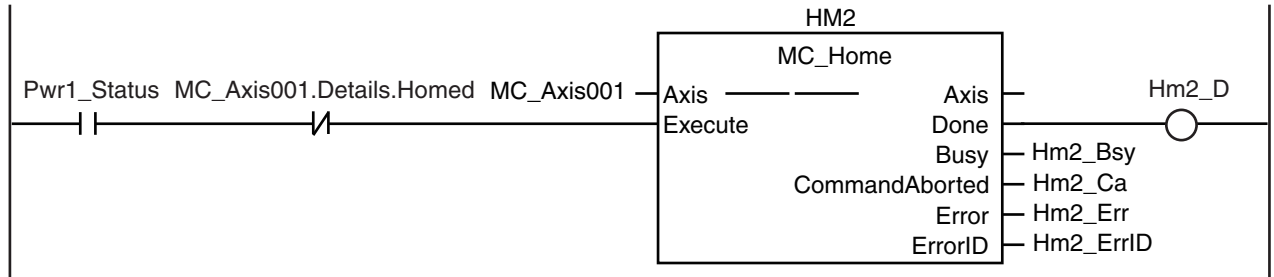 HM2
MC_Home
Pwr1_Status MC_Axis001.Details.Homed MC_Axis001 Axis Axis Hm2_D
Execute Done
Busy Hm2_Bsy
CommandAborted Hm2_Ca
Error Hm2_Err
ErrorID Hm2_ErrID